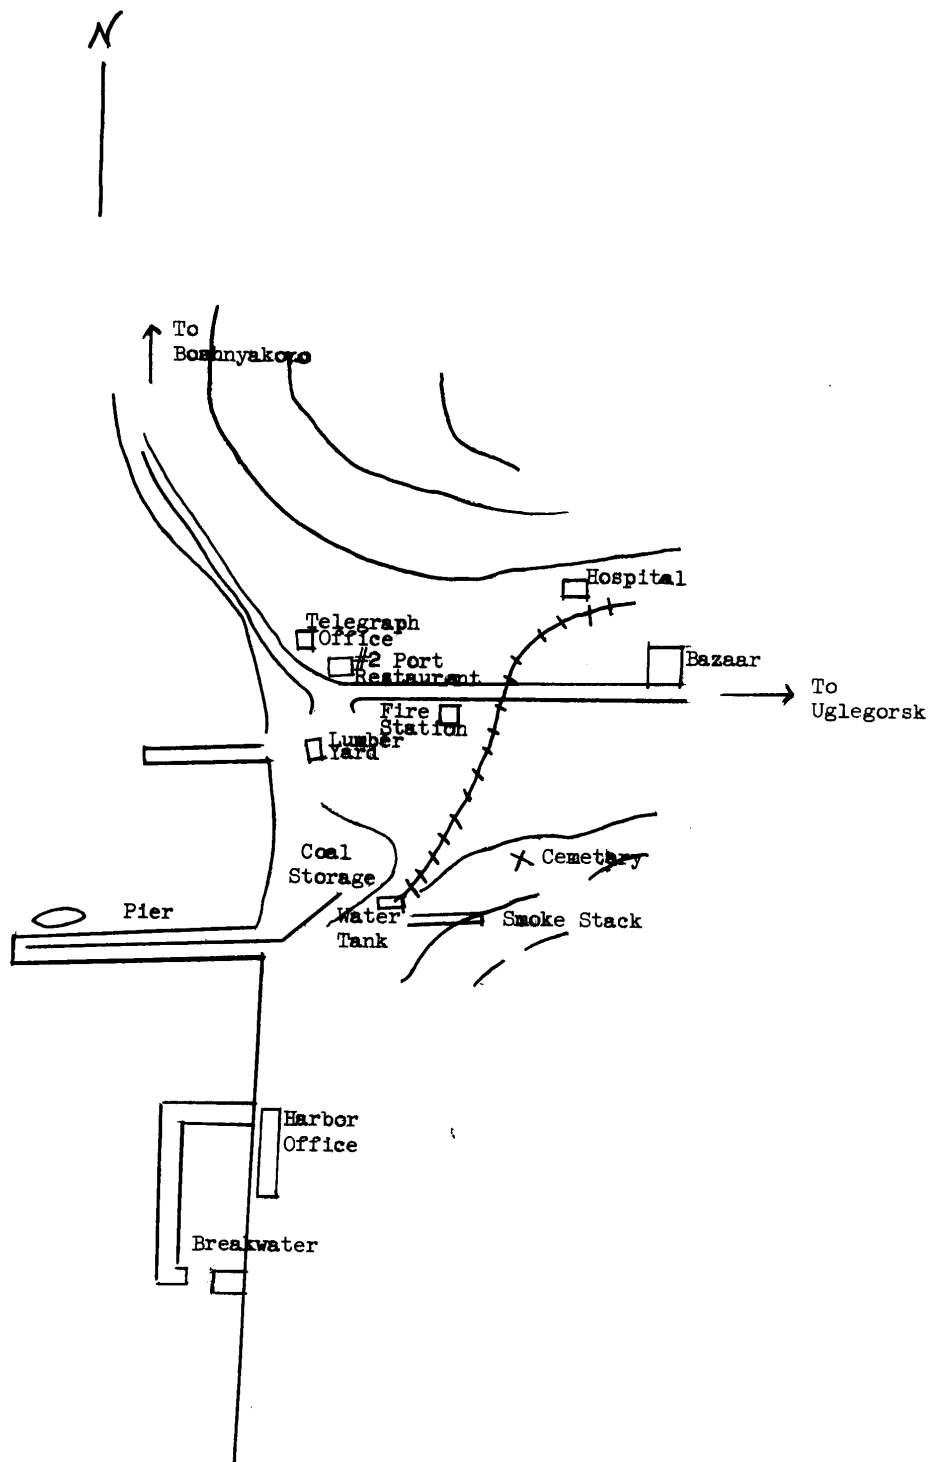 N
To
Boshnyakovo
Hospital
Telegraph
Office
#2 Port
Restaurant
Bazaar
To
Uglegorsk
Fire
Station
Lumber
Yard
Coal
Storage
Cemetery
Pier
Water
Tank
Smoke Stack
Harbor
Office
Breakwater